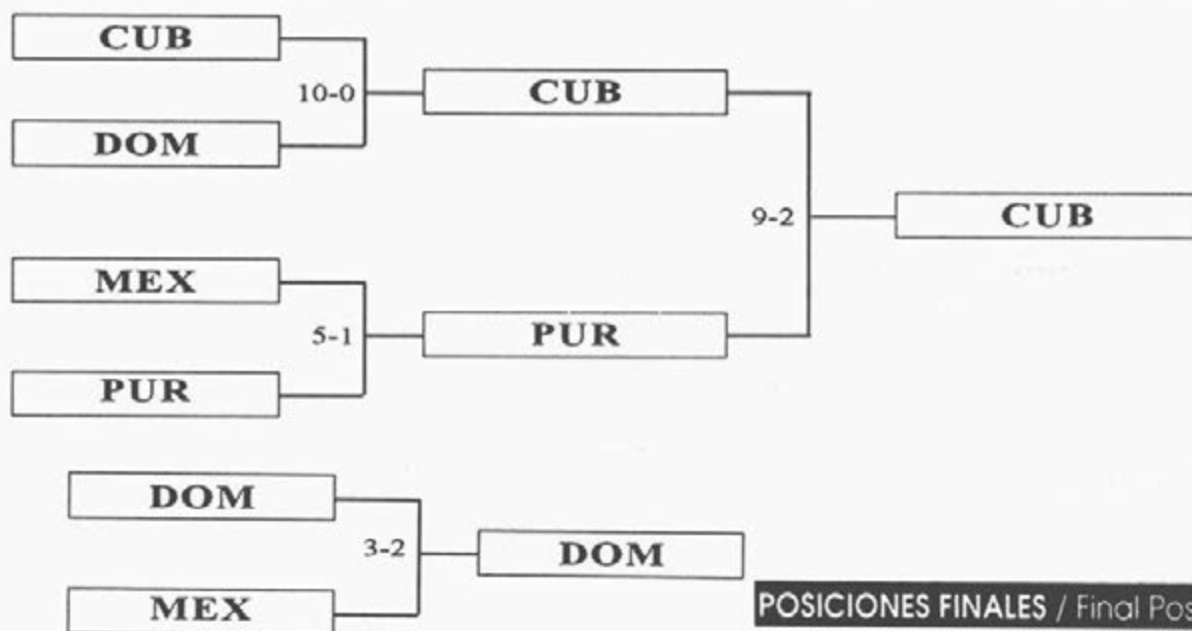 CUB
10-0
CUB
DOM
9-2
CUB
MEX
5-1
PUR
PUR
DOM
3-2
DOM
MEX
POSICIONES FINALES / Final Pos